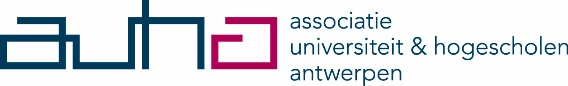 auha
associatie
universiteit & hogescholen
antwerpen